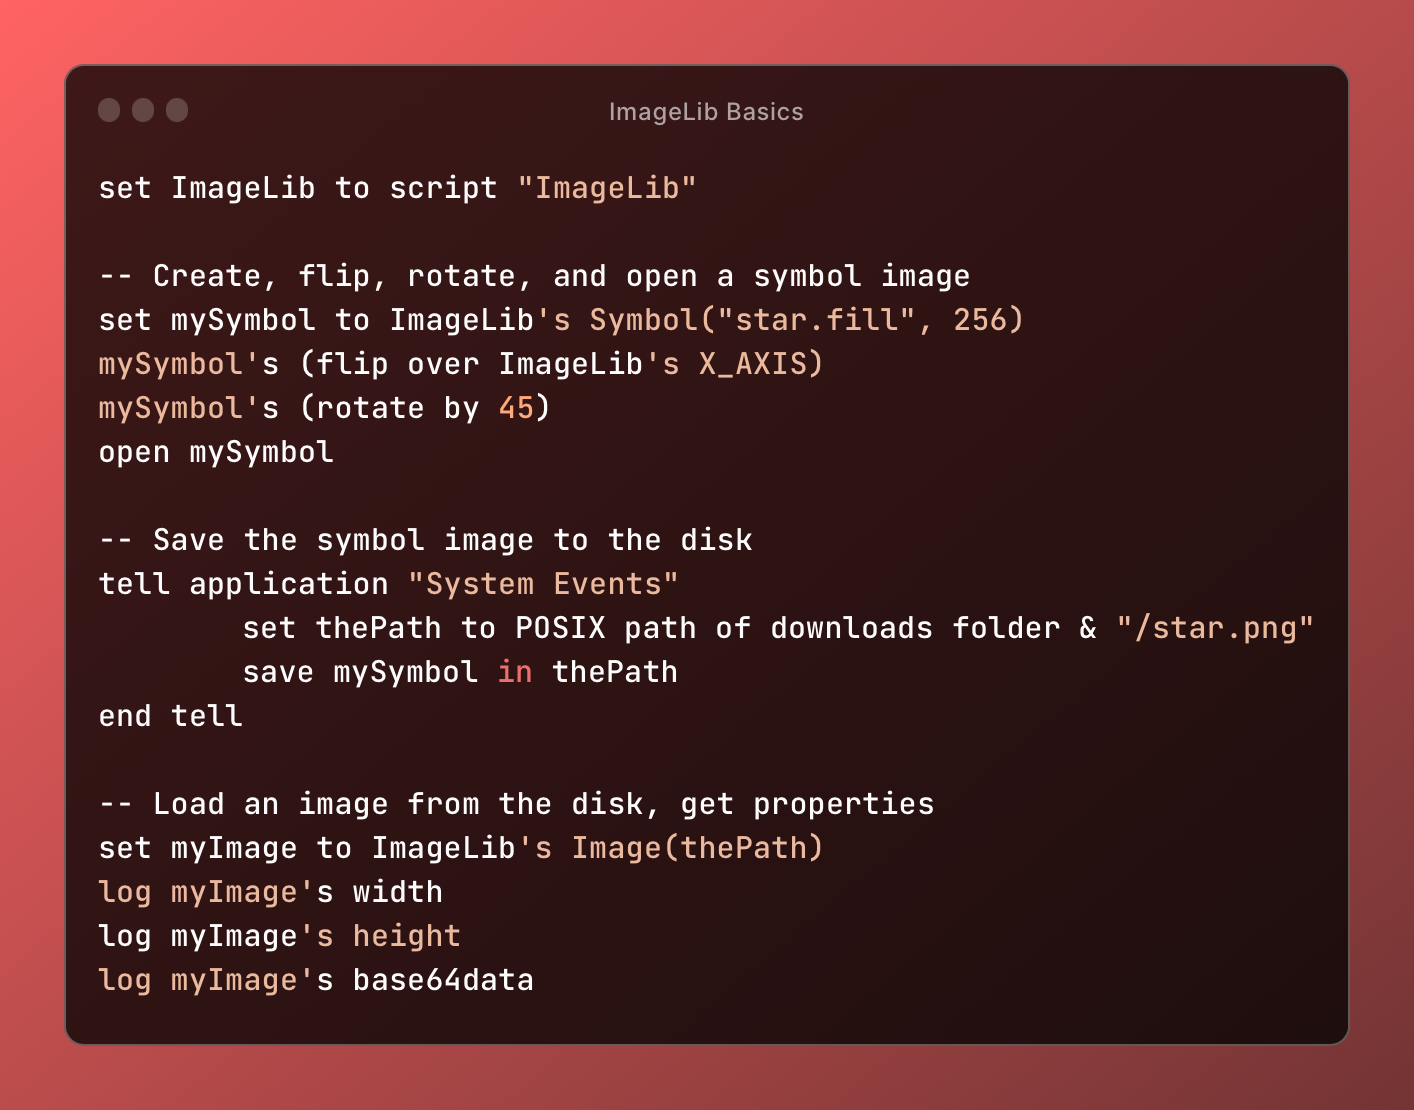 ImageLib Basics
set ImageLib to script "ImageLib"
-- Create, flip, rotate, and open a symbol image
set mySymbol to ImageLib's Symbol("star.fill", 256)
mySymbol's (flip over ImageLib's X_AXIS)
mySymbol's (rotate by 45)
open mySymbol
-- Save the symbol image to the disk
tell application "System Events"
        set thePath to POSIX path of downloads folder & "/star.png"
        save mySymbol in thePath
end tell
-- Load an image from the disk, get properties
set myImage to ImageLib's Image(thePath)
log myImage's width
log myImage's height
log myImage's base64data